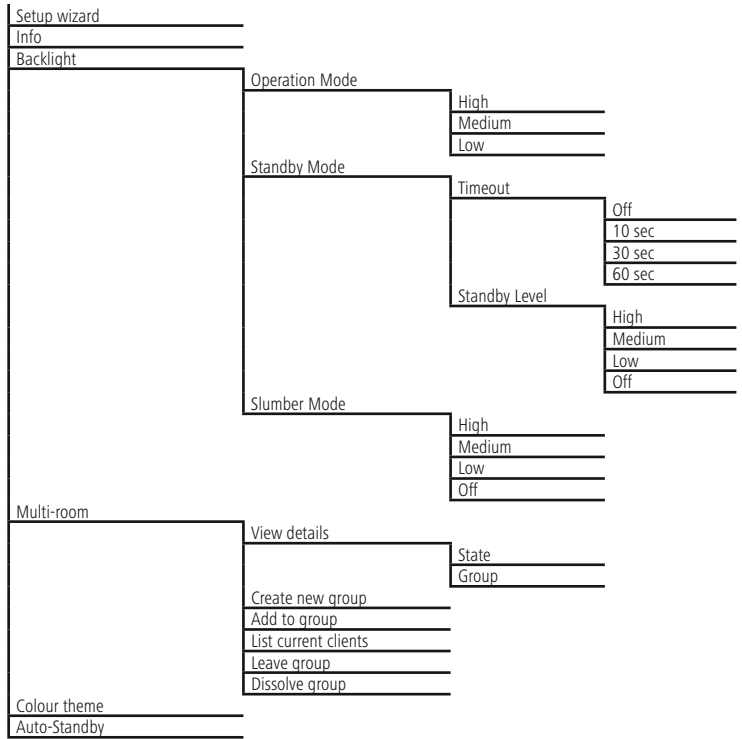 Setup wizard
Info
Backlight
Operation Mode
High
Medium
Low
Standby Mode
Timeout
Off
10 sec
30 sec
60 sec
Standby Level
High
Medium
Low
Off
Slumber Mode
High
Medium
Low
Off
Multi-room
View details
State
Group
Create new group
Add to group
List current clients
Leave group
Dissolve group
Colour theme
Auto-Standby